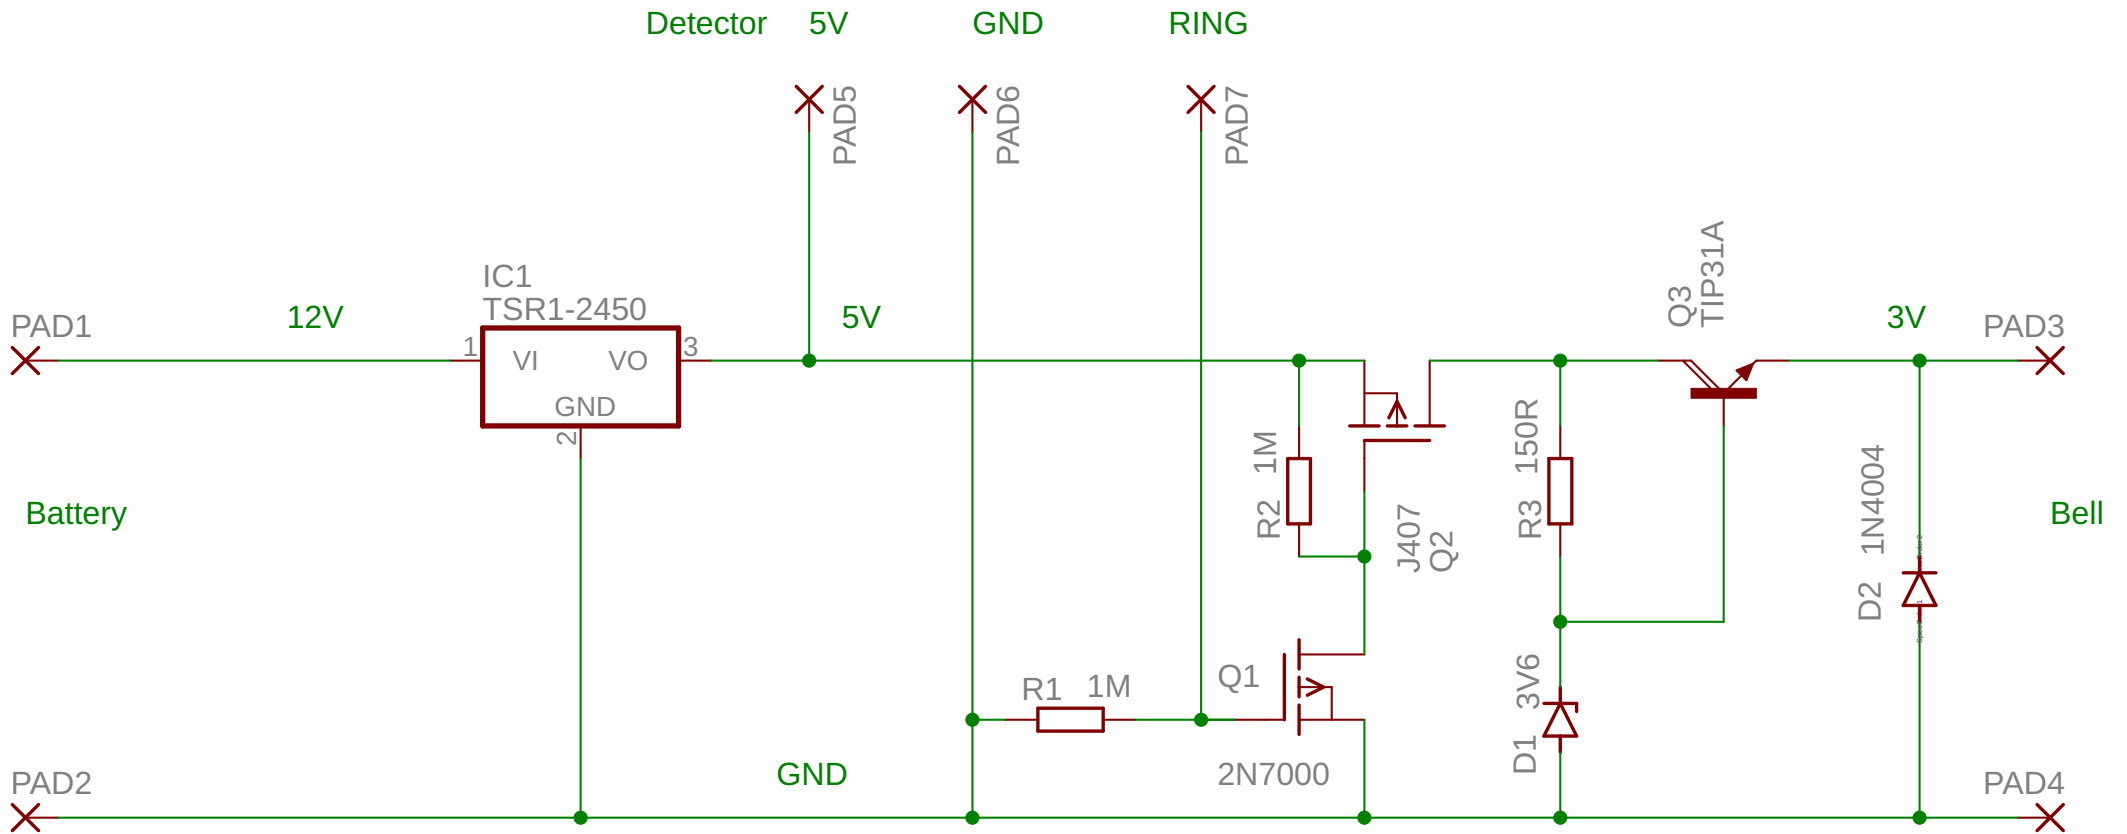 Detector 5V GND RING
PAD5
PAD6
PAD7
IC1
TSR1-2450
Q3
TIP31A
PAD1
12V
5V
3V
PAD3
1
VI
VO
3
GND
2
R2 1M
J407
Q2
R3 150R
D2 1N4004
Battery
Bell
R1 1M
Q1
2N7000
D1 3V6
PAD2
GND
PAD4